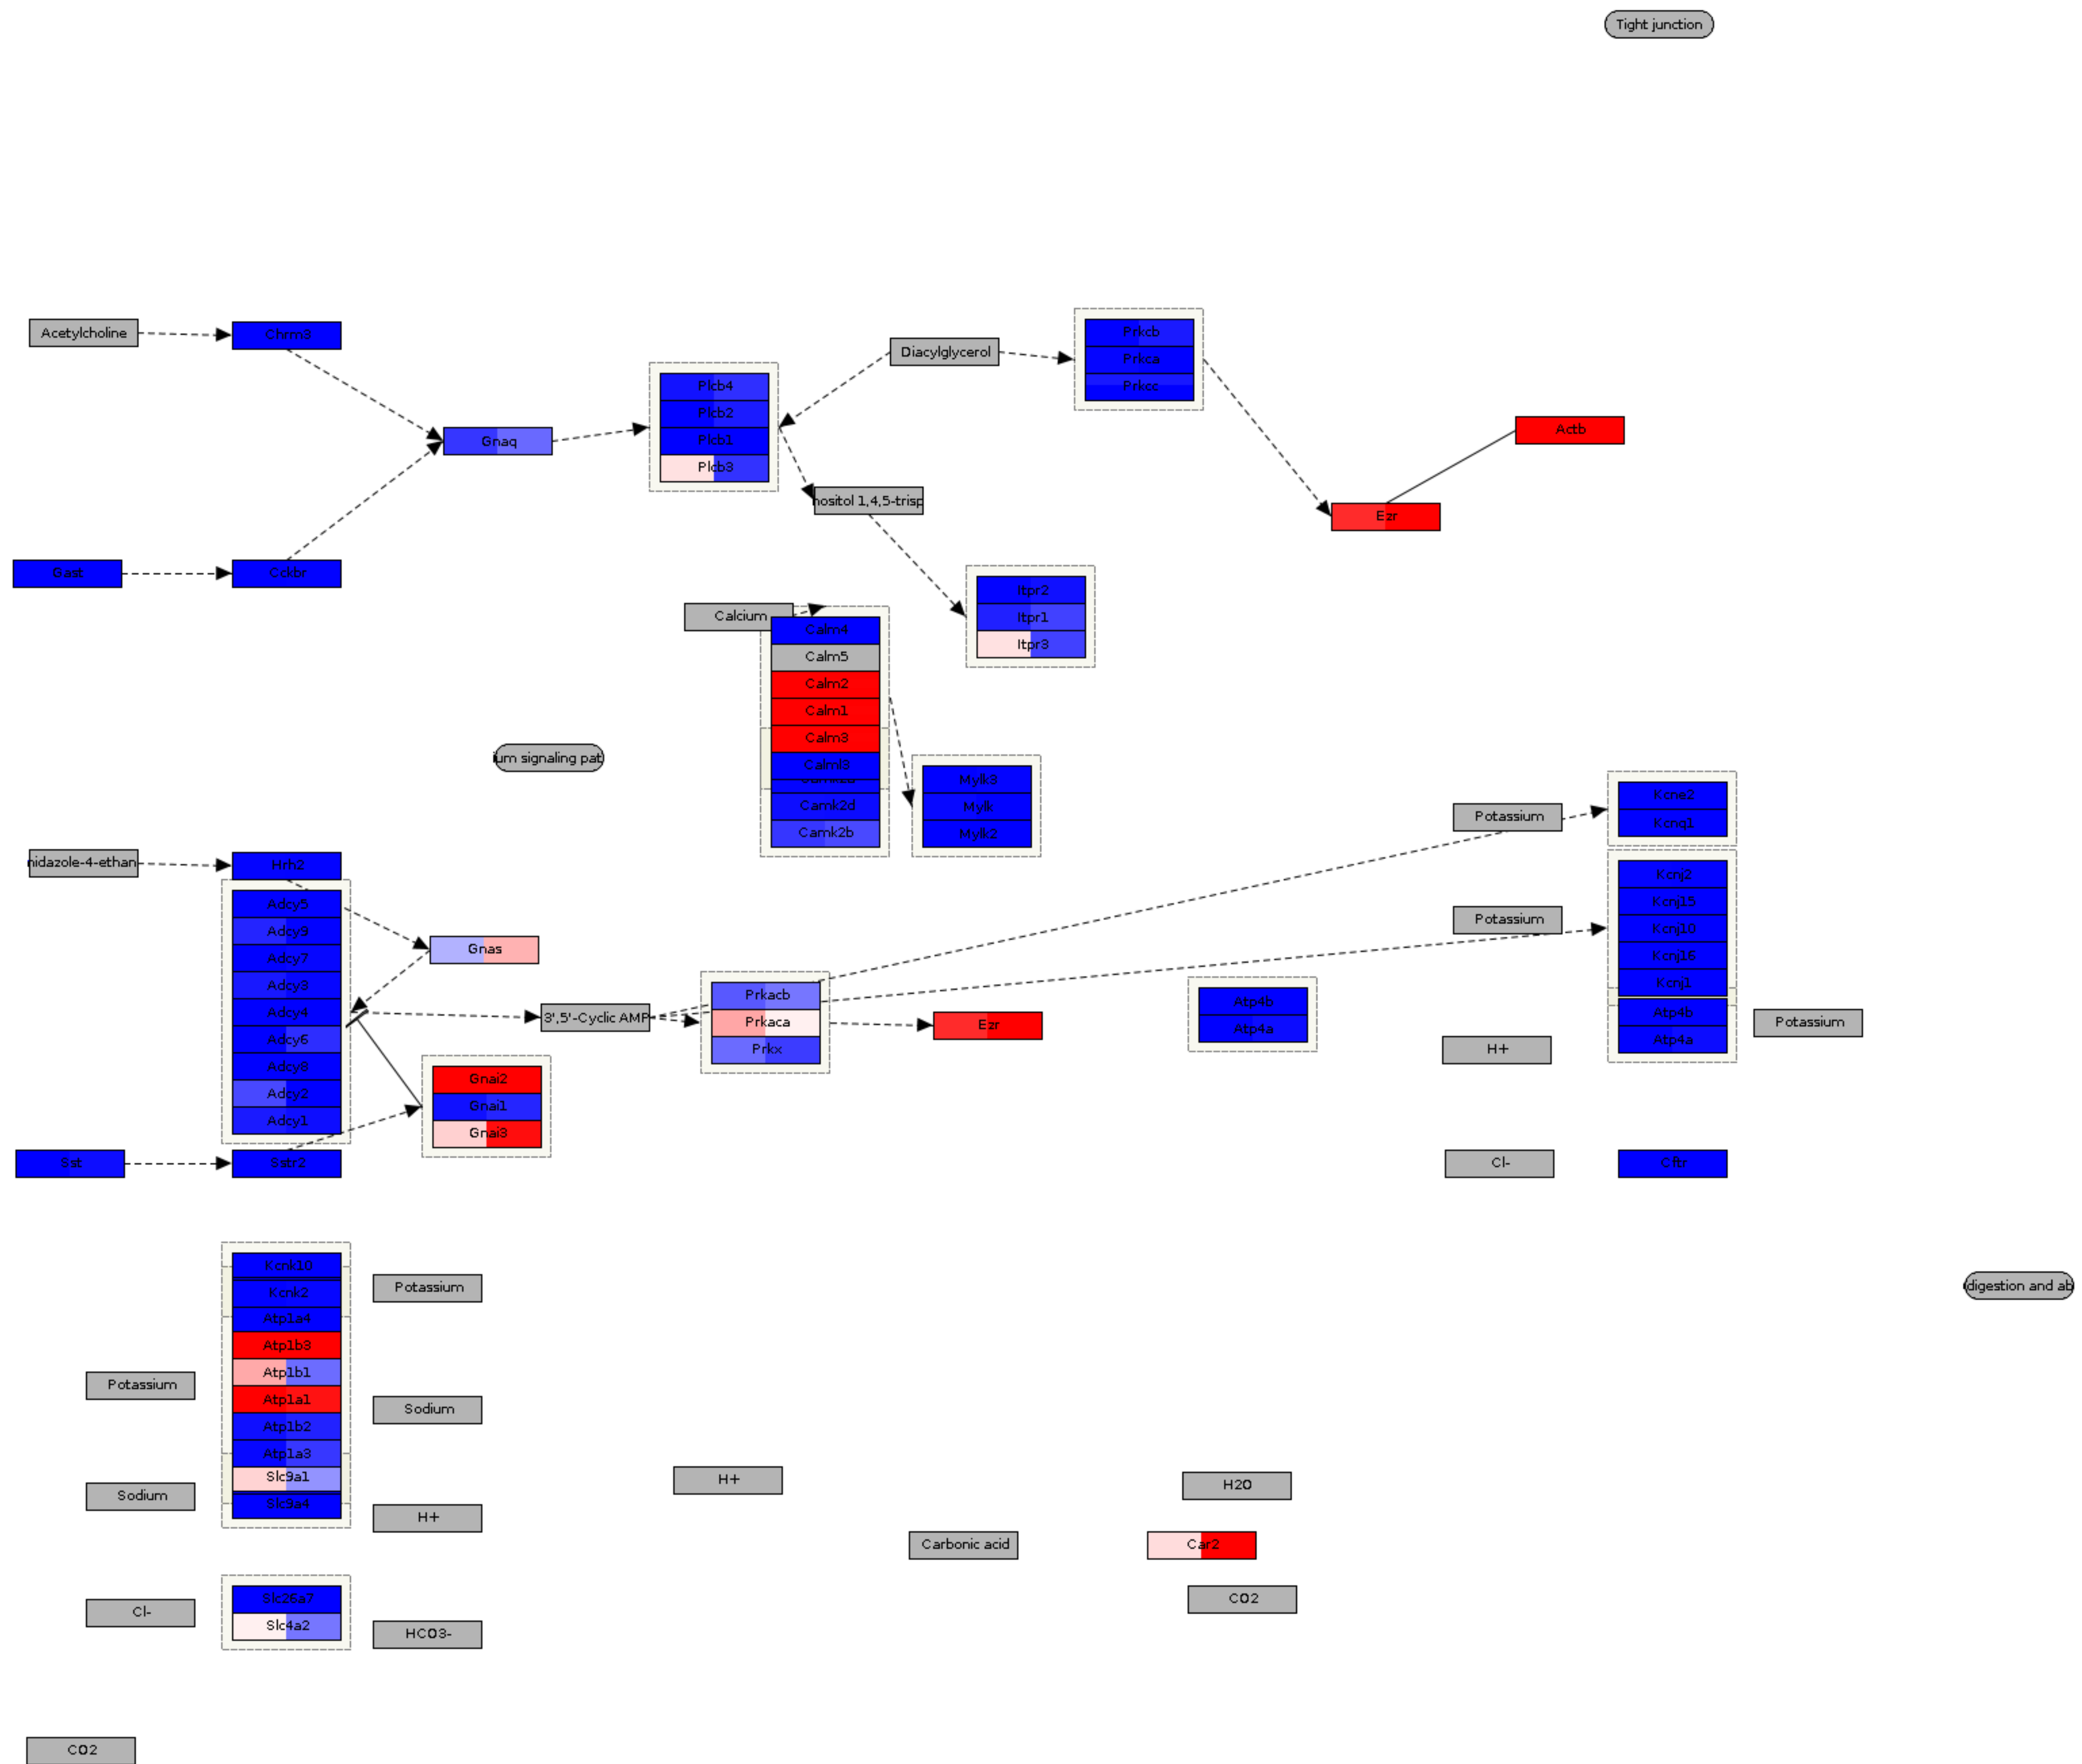 Tight junction
Acetylcholine
Chrm3
Diacylglycerol
Prkcb
Prkca
Prkcc
Plcb4
Plcb2
Plcb1
Plcb3
Gnaq
Actb
nositol 1,4,5-trisp
Ezr
Gast
Cckbr
Itpr2
Itpr1
Itpr3
Calcium
Calm4
Calm5
Calm2
Calm1
Calm3
Calml3
Camk2d
Camk2b
ium signaling pat
Mylk3
Mylk
Mylk2
Potassium
Kcne2
Kcnq1
nidazole-4-ethan
Hrh2
Adcy5
Adcy9
Adcy7
Adcy3
Adcy4
Adcy6
Adcy8
Adcy2
Adcy1
Gnas
Kcnj2
Kcnj15
Kcnj10
Kcnj16
Kcnj1
Atp4b
Atp4a
Potassium
3',5'-Cyclic AMP
Prkacb
Prkaca
Prkx
Ezr
Atp4b
Atp4a
Potassium
H+
Gnai2
Gnai1
Gnai3
Sst
Sstr2
Cl-
Cftr
Kcnk10
Kcnk2
Atp1a4
Atp1b3
Atp1b1
Atp1a1
Atp1b2
Atp1a3
Slc9a1
Slc9a4
Potassium
digestion and ab
Potassium
Sodium
Sodium
H+
H+
H2O
Carbonic acid
Car2
CO2
Cl-
Slc26a7
Slc4a2
HCO3-
CO2